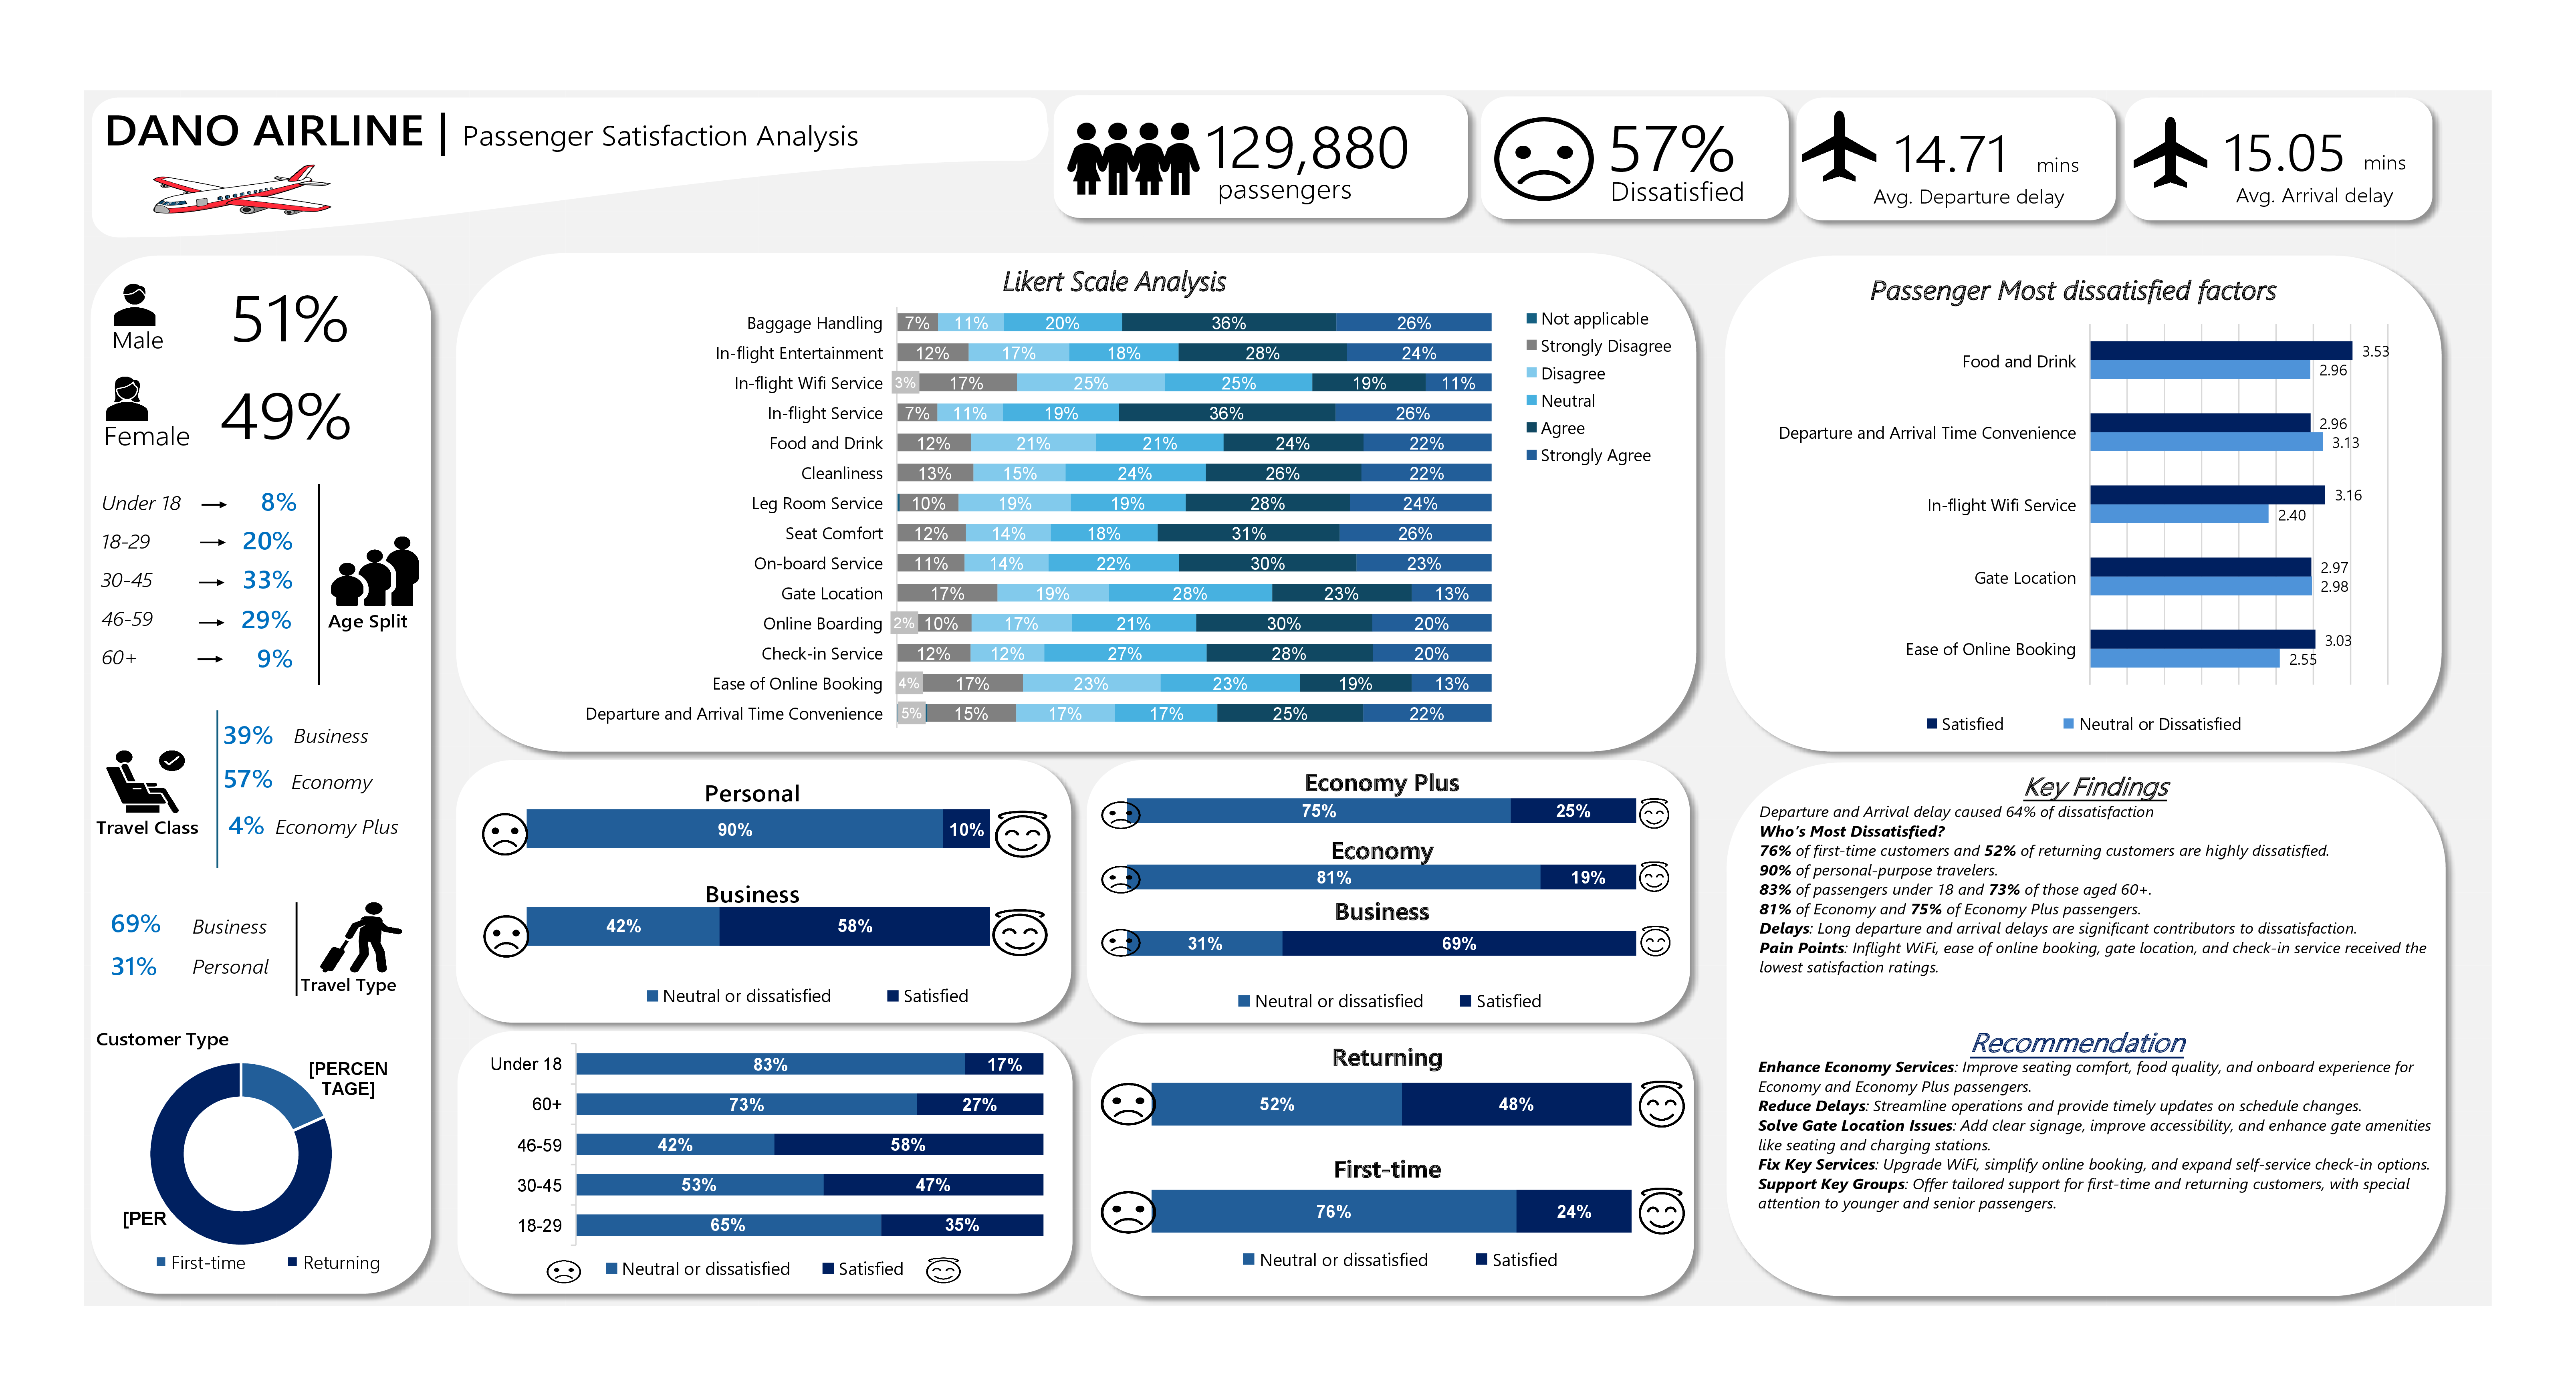 DANO AIRLINE | Passenger Satisfaction Analysis
129,880
passengers
57%
Dissatisfied
14.71 mins
Avg. Departure delay
15.05 mins
Avg. Arrival delay
51%
Male
49%
Female
Under 18 → 8%
18-29 → 20%
30-45 → 33%
46-59 → 29%
60+ → 9%
Age Split
39% Business
57% Economy
4% Economy Plus
Travel Class
69% Business
31% Personal
Travel Type
Customer Type
[PERCEN
TAGE]
[PER
First-time Returning
Likert Scale Analysis
Baggage Handling 7% 11% 20% 36% 26%
In-flight Entertainment 12% 17% 18% 28% 24%
In-flight Wifi Service 3% 17% 25% 25% 19% 11%
In-flight Service 7% 11% 19% 36% 26%
Food and Drink 12% 21% 21% 24% 22%
Cleanliness 13% 15% 24% 26% 22%
Leg Room Service 10% 19% 19% 28% 24%
Seat Comfort 12% 14% 18% 31% 26%
On-board Service 11% 14% 22% 30% 23%
Gate Location 17% 19% 28% 23% 13%
Online Boarding 2% 10% 17% 21% 30% 20%
Check-in Service 12% 12% 27% 28% 20%
Ease of Online Booking 4% 17% 23% 23% 19% 13%
Departure and Arrival Time Convenience 5% 15% 17% 17% 25% 22%
Not applicable
Strongly Disagree
Disagree
Neutral
Agree
Strongly Agree
Passenger Most dissatisfied factors
Food and Drink 3.53
2.96
Departure and Arrival Time Convenience 2.96
3.13
In-flight Wifi Service 3.16
2.40
Gate Location 2.97
2.98
Ease of Online Booking 3.03
2.55
Satisfied Neutral or Dissatisfied
Personal
90% 10%
Business
42% 58%
Neutral or dissatisfied Satisfied
Economy Plus
75% 25%
Economy
81% 19%
Business
31% 69%
Neutral or dissatisfied Satisfied
Under 18 83% 17%
60+ 73% 27%
46-59 42% 58%
30-45 53% 47%
18-29 65% 35%
Neutral or dissatisfied Satisfied
Returning
52% 48%
First-time
76% 24%
Neutral or dissatisfied Satisfied
Key Findings
Departure and Arrival delay caused 64% of dissatisfaction
Who's Most Dissatisfied?
76% of first-time customers and 52% of returning customers are highly dissatisfied.
90% of personal-purpose travelers.
83% of passengers under 18 and 73% of those aged 60+.
81% of Economy and 75% of Economy Plus passengers.
Delays: Long departure and arrival delays are significant contributors to dissatisfaction.
Pain Points: Inflight WiFi, ease of online booking, gate location, and check-in service received the
lowest satisfaction ratings.
Recommendation
Enhance Economy Services: Improve seating comfort, food quality, and onboard experience for
Economy and Economy Plus passengers.
Reduce Delays: Streamline operations and provide timely updates on schedule changes.
Solve Gate Location Issues: Add clear signage, improve accessibility, and enhance gate amenities
like seating and charging stations.
Fix Key Services: Upgrade WiFi, simplify online booking, and expand self-service check-in options.
Support Key Groups: Offer tailored support for first-time and returning customers, with special
attention to younger and senior passengers.